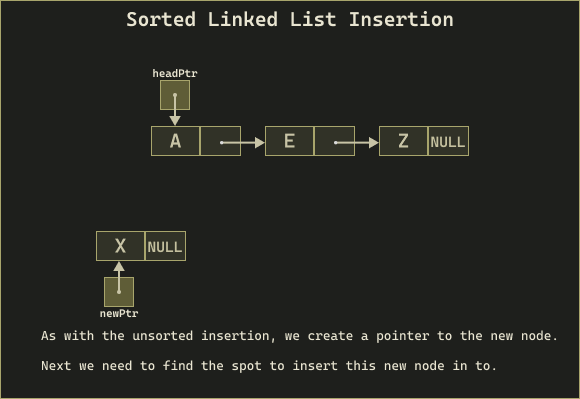 Sorted Linked List Insertion
headPtr
A
E
Z NULL
X NULL
newPtr
As with the unsorted insertion, we create a pointer to the new node.
Next we need to find the spot to insert this new node in to.